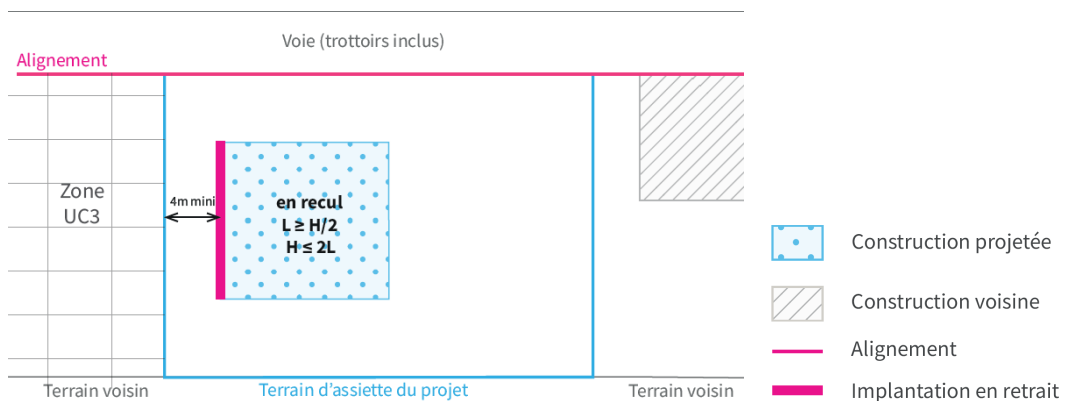 Voie (trottoirs inclus)
Alignement
Zone
UC3
4m mini
en recul
L ≥ H/2
H ≤ 2L
Terrain voisin
Terrain d'assiette du projet
Terrain voisin
Construction projetée
Construction voisine
Alignement
Implantation en retrait